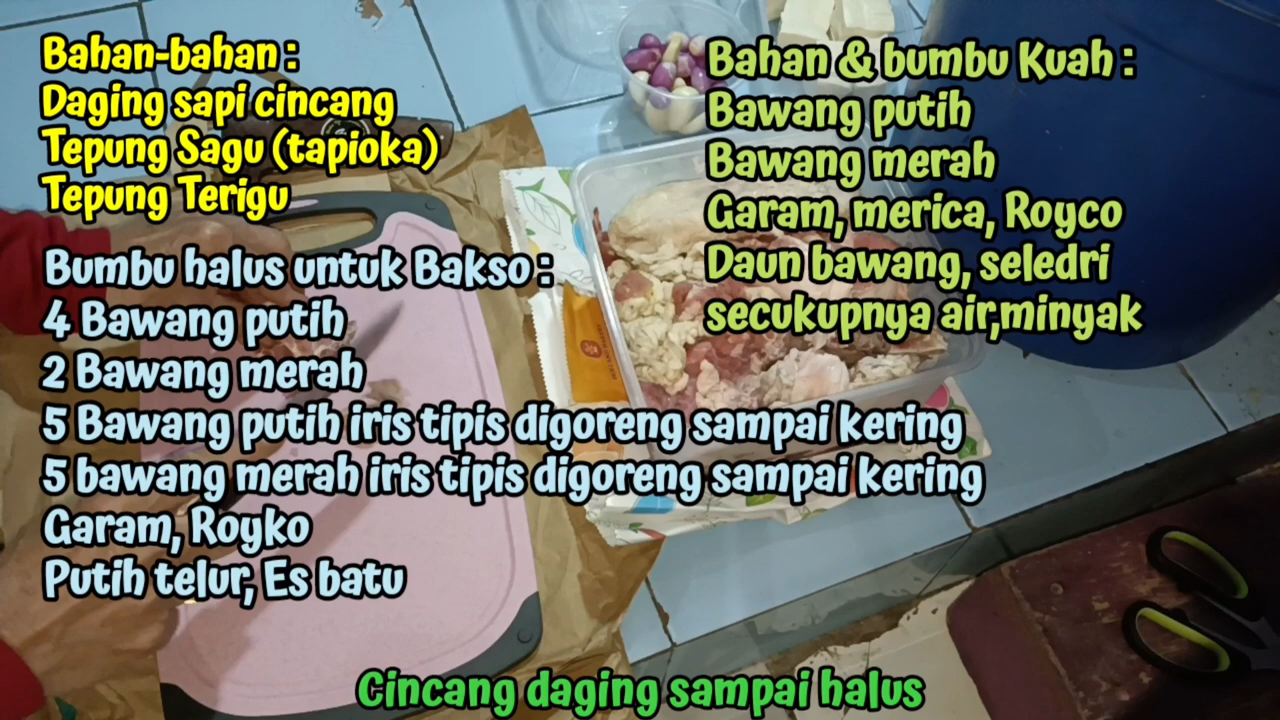 Bahan-bahan :
Daging sapi cincang
Tepung Sagu (tapioka)
Tepung Terigu
Bumbu halus untuk Bakso :
4 Bawang putih
2 Bawang merah
5 Bawang putih iris tipis digoreng sampai kering
5 bawang merah iris tipis digoreng sampai kering
Garam, Royko
Putih telur, Es batu
Bahan & bumbu Kuah :
Bawang putih
Bawang merah
Garam, merica, Royco
Daun bawang, seledri
secukupnya air,minyak
Cincang daging sampai halus